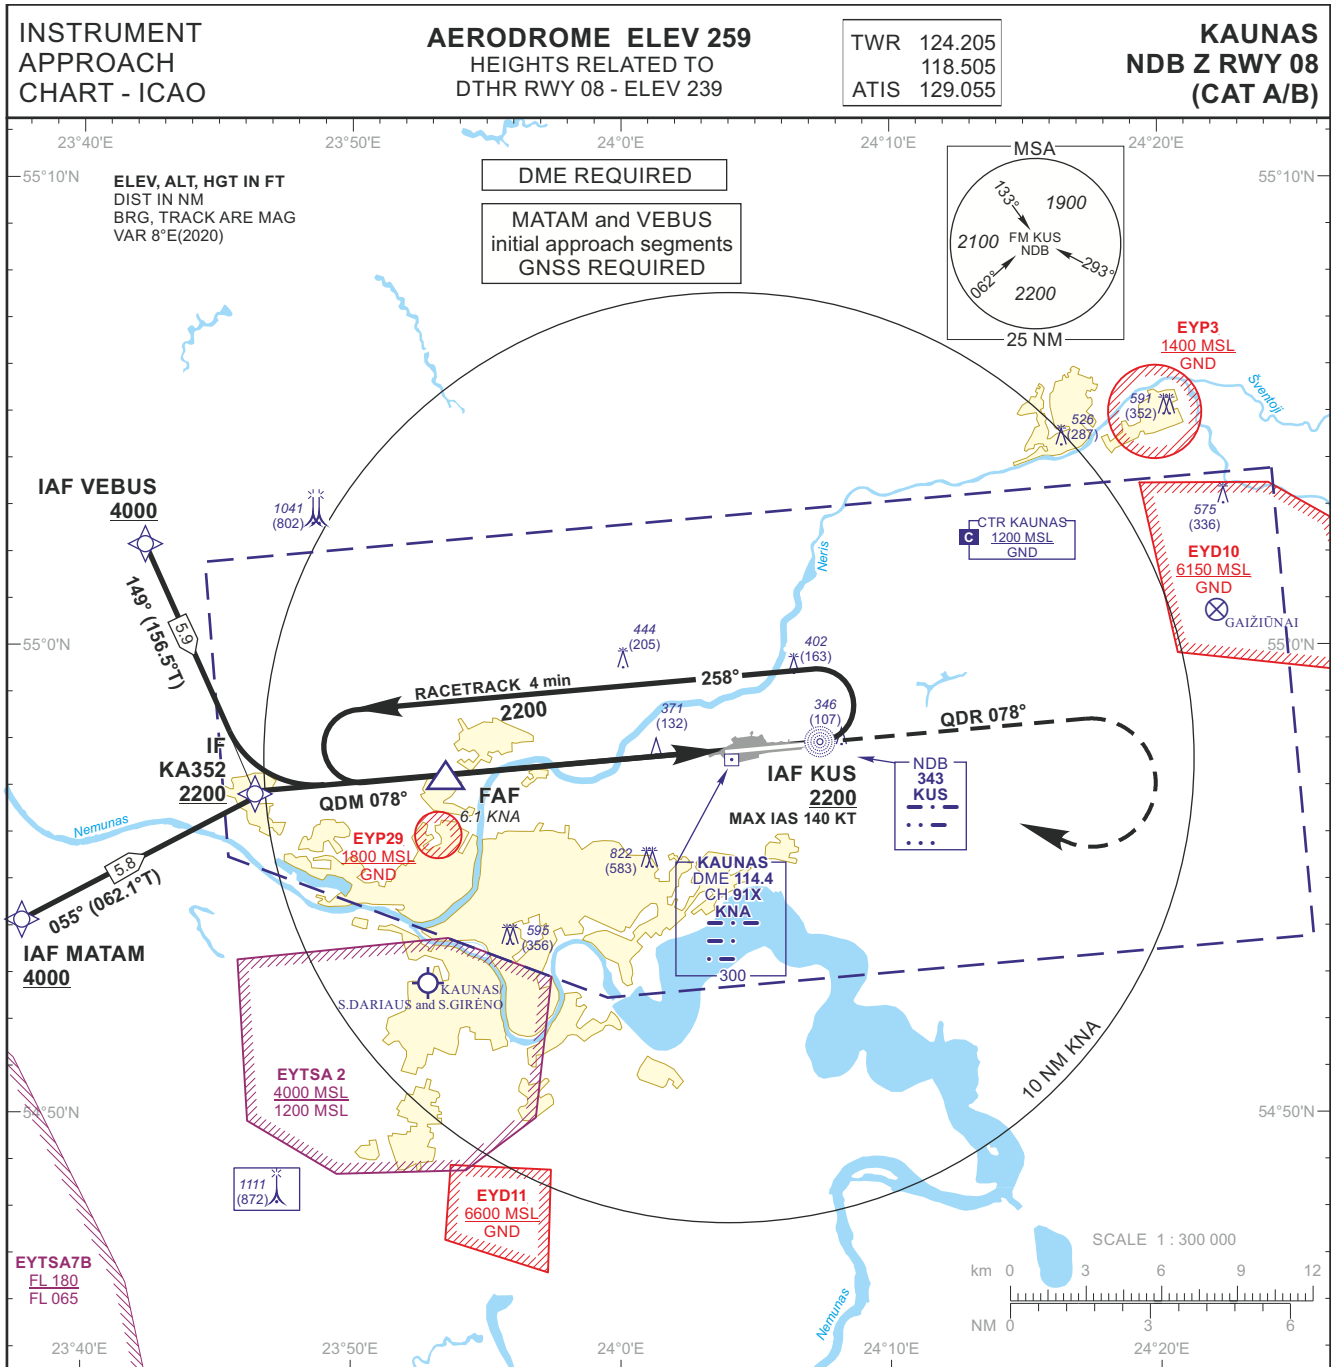 INSTRUMENT
APPROACH
CHART - ICAO
AERODROME ELEV 259
HEIGHTS RELATED TO
DTHR RWY 08 - ELEV 239
TWR 124.205
118.505
ATIS 129.055
KAUNAS
NDB Z RWY 08
(CAT A/B)
23°40'E
23°50'E
24°0'E
24°10'E
24°20'E
55°10'N
55°10'N
ELEV, ALT, HGT IN FT
DIST IN NM
BRG, TRACK ARE MAG
VAR 8°E(2020)
DME REQUIRED
MATAM and VEBUS
initial approach segments
GNSS REQUIRED
MSA
133°
1900
2100
FM KUS
NDB
293°
062°
2200
25 NM
EYP3
1400 MSL
GND
591
(352)
Šventoji
526
(287)
IAF VEBUS
4000
1041
(802)
CTR KAUNAS
C
1200 MSL
GND
575
(336)
EYD10
6150 MSL
GND
GAIŽIŪNAI
Neris
149° (156.5°T)
5.9
55°0'N
55°0'N
444
(205)
402
(163)
RACETRACK 4 min
258°
2200
371
(132)
346
(107)
QDR 078°
IF
KA352
2200
QDM 078°
FAF
6.1 KNA
IAF KUS
2200
MAX IAS 140 KT
NDB
343
KUS
Nemunas
EYP29
1800 MSL
GND
822
(583)
KAUNAS
DME 114.4
CH 91X
KNA
300
5.8
055° (062.1°T)
IAF MATAM
4000
595
(356)
KAUNAS/
S.DARIAUS and S.GIRĖNO
EYTSA 2
4000 MSL
1200 MSL
10 NM KNA
54°50'N
54°50'N
1111
(872)
EYD11
6600 MSL
GND
EYTSA7B
FL 180
FL 065
Nemunas
SCALE 1 : 300 000
km 0 3 6 9 12
NM 0 3 6
23°40'E
23°50'E
24°0'E
24°10'E
24°20'E